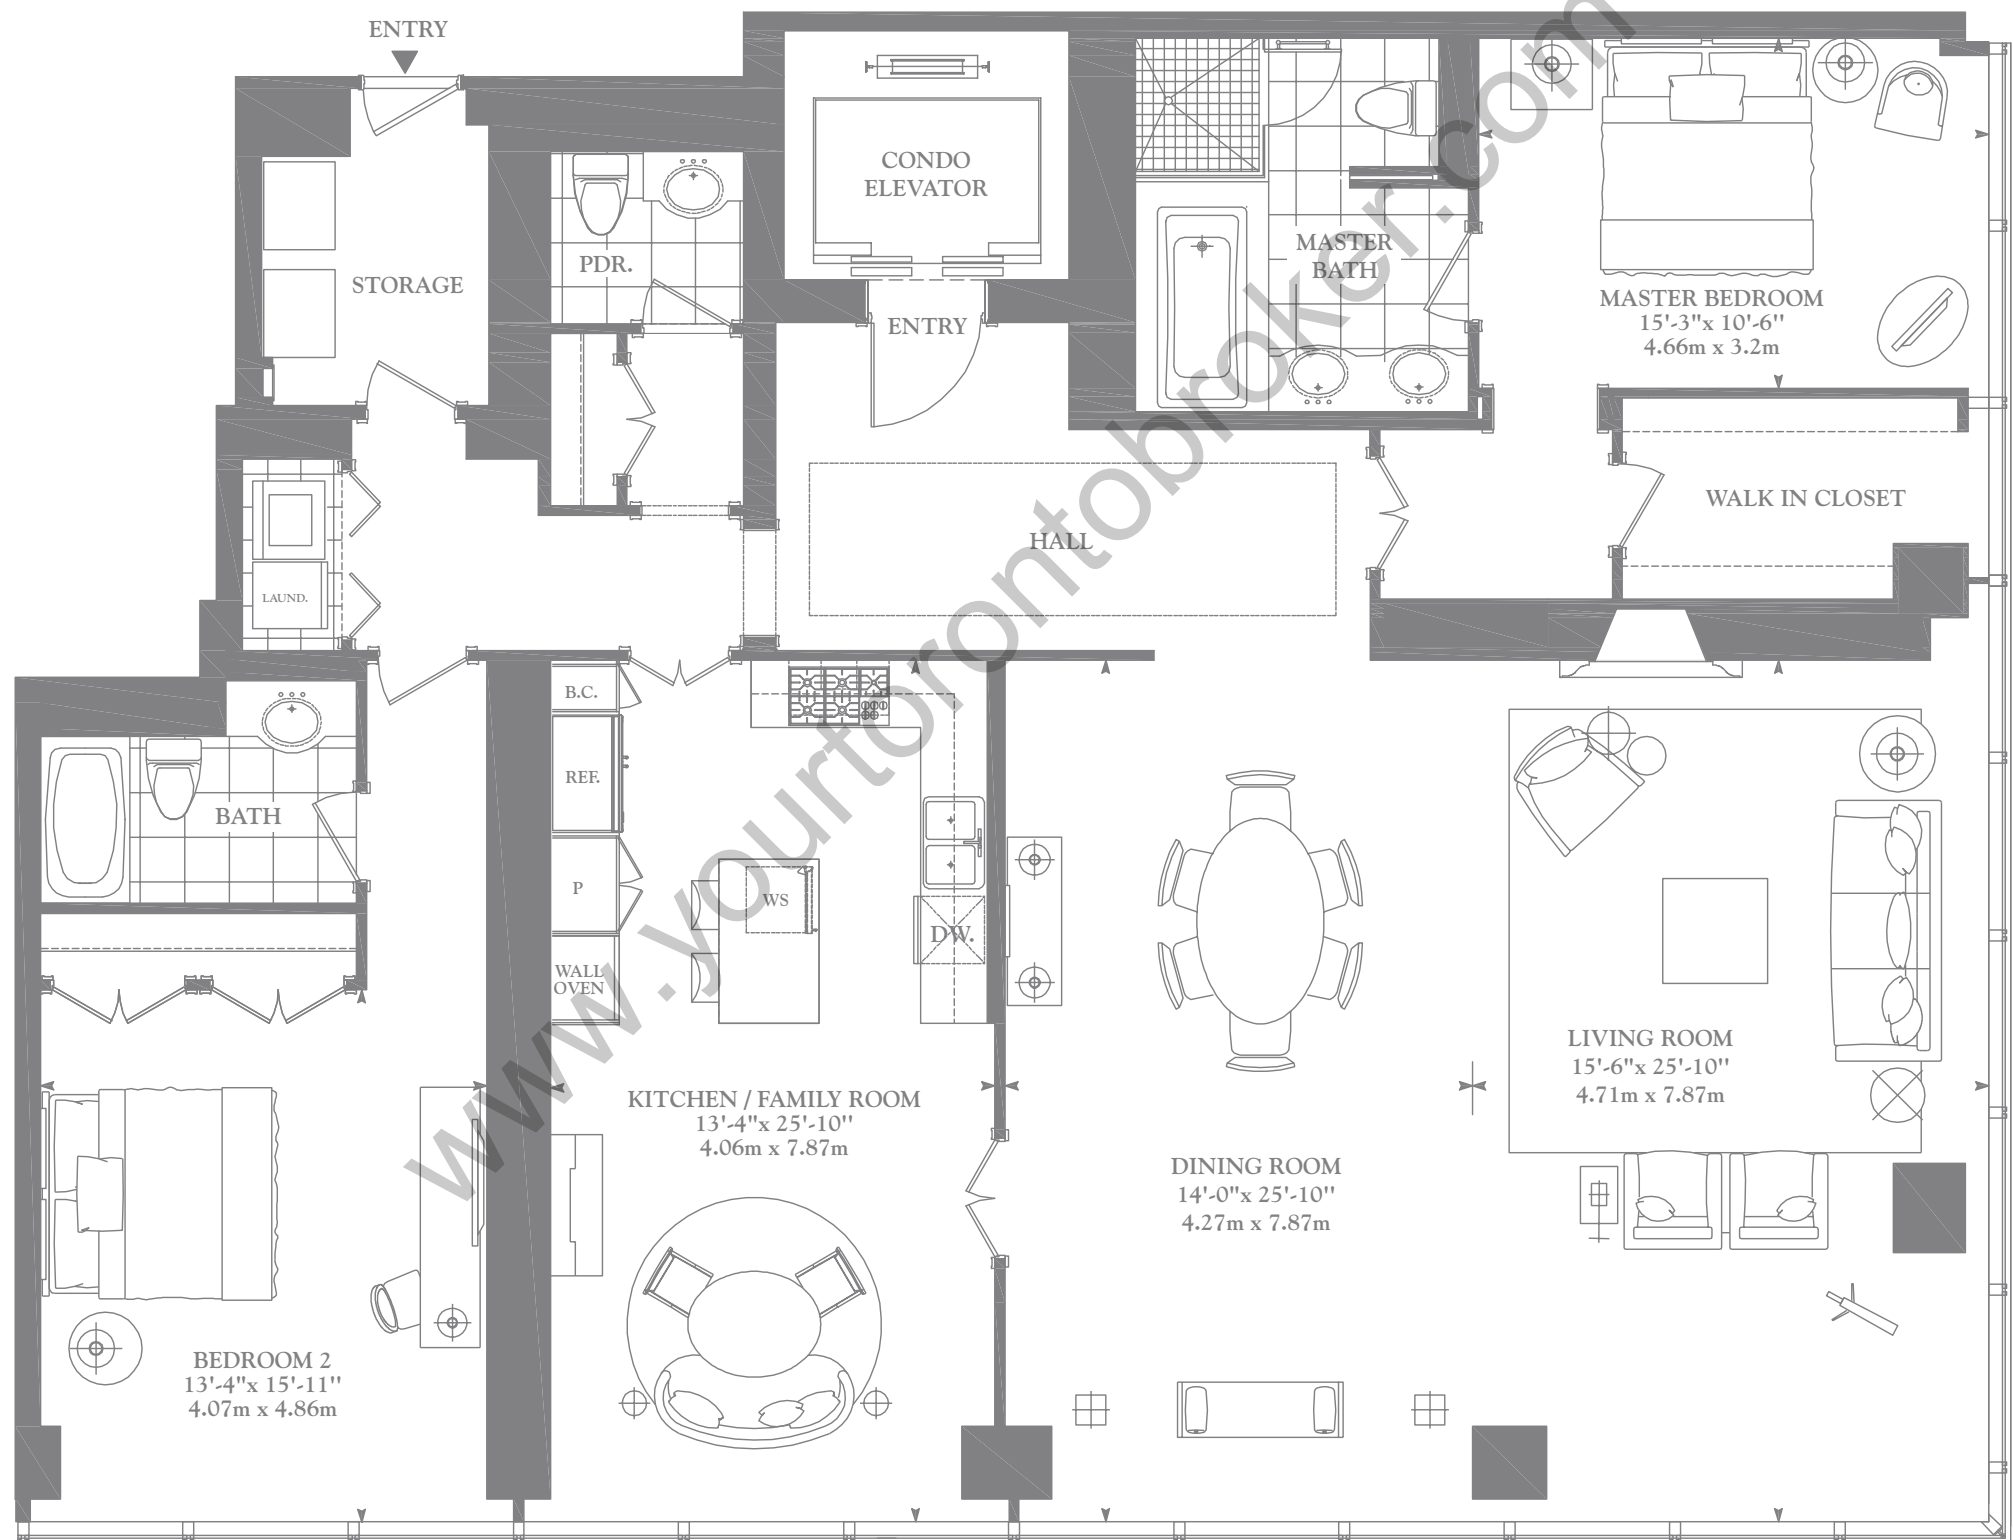 ENTRY
CONDO
ELEVATOR
STORAGE
PDR.
ENTRY
MASTER
BATH
MASTER BEDROOM
15'-3"x 10'-6"
4.66m x 3.2m
WALK IN CLOSET
HALL
LAUND.
B.C.
REF.
P
WALL
OVEN
WS
DW.
BATH
KITCHEN / FAMILY ROOM
13'-4"x 25'-10"
4.06m x 7.87m
LIVING ROOM
15'-6"x 25'-10"
4.71m x 7.87m
DINING ROOM
14'-0"x 25'-10"
4.27m x 7.87m
BEDROOM 2
13'-4"x 15'-11"
4.07m x 4.86m
www.yourtorontobroker.com